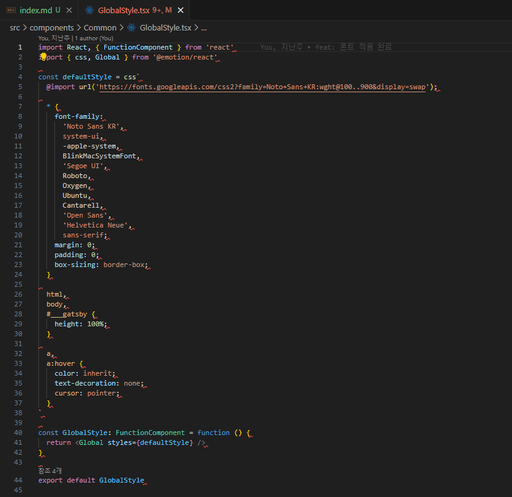 index.md U
GlobalStyle.tsx 9+, M ×
src > components > Common > GlobalStyle.tsx > ...
You, 지난주 | 1 author (You)
1 import React, { FunctionComponent } from 'react' You, 지난주 • feat: 폰트 적용 완료
2 import { css, Global } from '@emotion/react'
3
4 const defaultStyle = css`
5 @import url('https://fonts.googleapis.com/css2?family=Noto+Sans+KR:wght@100..900&display=swap');
6
7 * {
8 font-family:
9 'Noto Sans KR',
10 system-ui,
11 -apple-system,
12 BlinkMacSystemFont,
13 'Segoe UI',
14 Roboto,
15 Oxygen,
16 Ubuntu,
17 Cantarell,
18 'Open Sans',
19 'Helvetica Neue',
20 sans-serif;
21 margin: 0;
22 padding: 0;
23 box-sizing: border-box;
24 }
25
26 html,
27 body,
28 #___gatsby {
29 height: 100%;
30 }
31
32 a,
33 a:hover {
34 color: inherit;
35 text-decoration: none;
36 cursor: pointer;
37 }
38 `
39
40 const GlobalStyle: FunctionComponent = function () {
41 return <Global styles={defaultStyle} />
42 }
43
참조 4개
44 export default GlobalStyle
45